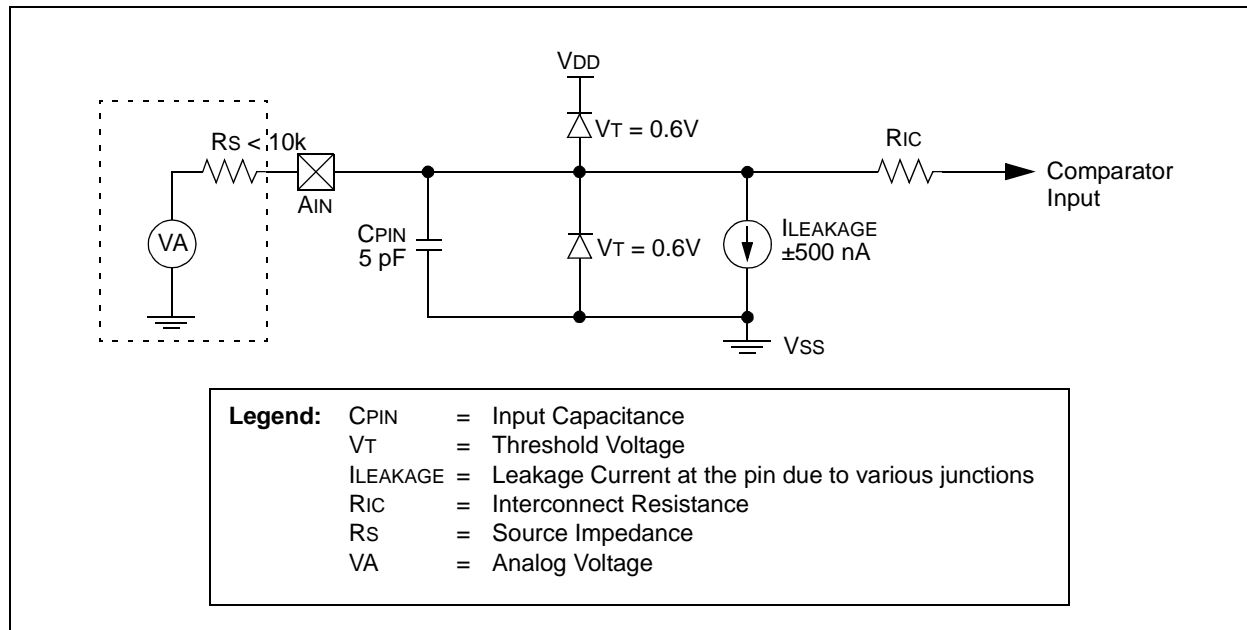 VDD
RS < 10k
VT = 0.6V
RIC
AIN
Comparator
Input
VA
CPIN
5 pF
VT = 0.6V
ILEAKAGE
±500 nA
VSS
Legend: CPIN = Input Capacitance
VT = Threshold Voltage
ILEAKAGE = Leakage Current at the pin due to various junctions
RIC = Interconnect Resistance
RS = Source Impedance
VA = Analog Voltage